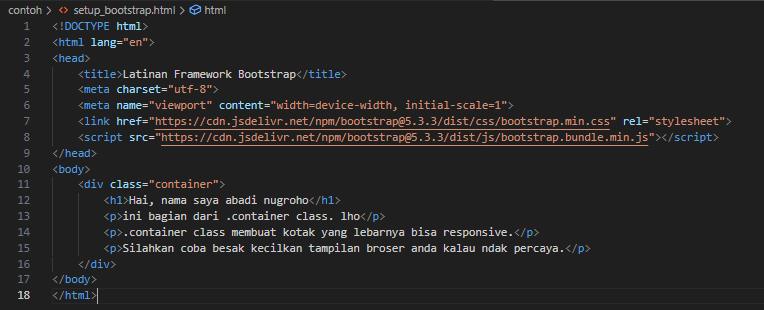 contoh > setup_bootstrap.html > html
1 <!DOCTYPE html>
2 <html lang="en">
3 <head>
4 <title>Latinan Framework Bootstrap</title>
5 <meta charset="utf-8">
6 <meta name="viewport" content="width=device-width, initial-scale=1">
7 <link href="https://cdn.jsdelivr.net/npm/bootstrap@5.3.3/dist/css/bootstrap.min.css" rel="stylesheet">
8 <script src="https://cdn.jsdelivr.net/npm/bootstrap@5.3.3/dist/js/bootstrap.bundle.min.js"></script>
9 </head>
10 <body>
11 <div class="container">
12 <h1>Hai, nama saya abadi nugroho</h1>
13 <p>ini bagian dari .container class. lho</p>
14 <p>.container class membuat kotak yang lebarnya bisa responsive.</p>
15 <p>Silahkan coba besak kecilkan tampilan broser anda kalau ndak percaya.</p>
16 </div>
17 </body>
18 </html>